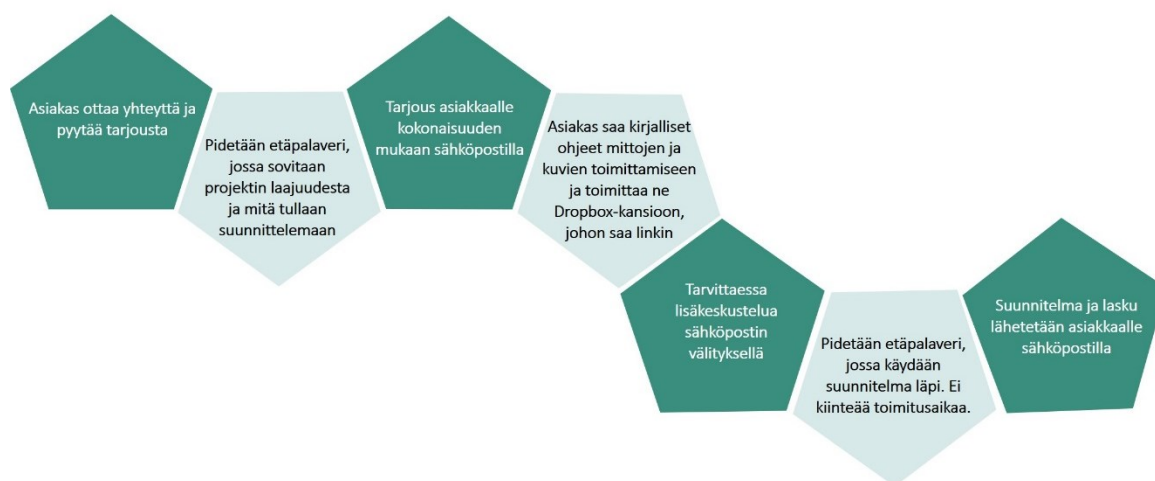 Asiakas ottaa yhteyttä ja
pyytää tarjousta
Pidetään etäpalaveri,
jossa sovitaan
projektin laajuudesta
ja mitä tullaan
suunnittelemaan
Tarjous asiakkaalle
kokonaisuuden
mukaan sähköpostilla
Asiakas saa kirjalliset
ohjeet mittojen ja
kuvien toimittamiseen
ja toimittaa ne
Dropbox-kansioon,
johon saa linkin
Tarvittaessa
lisäkeskustelua
sähköpostin
välityksellä
Pidetään etäpalaveri,
jossa käydään
suunnitelma läpi. Ei
kiinteää toimitusaikaa.
Suunnitelma ja lasku
lähetetään asiakkaalle
sähköpostilla